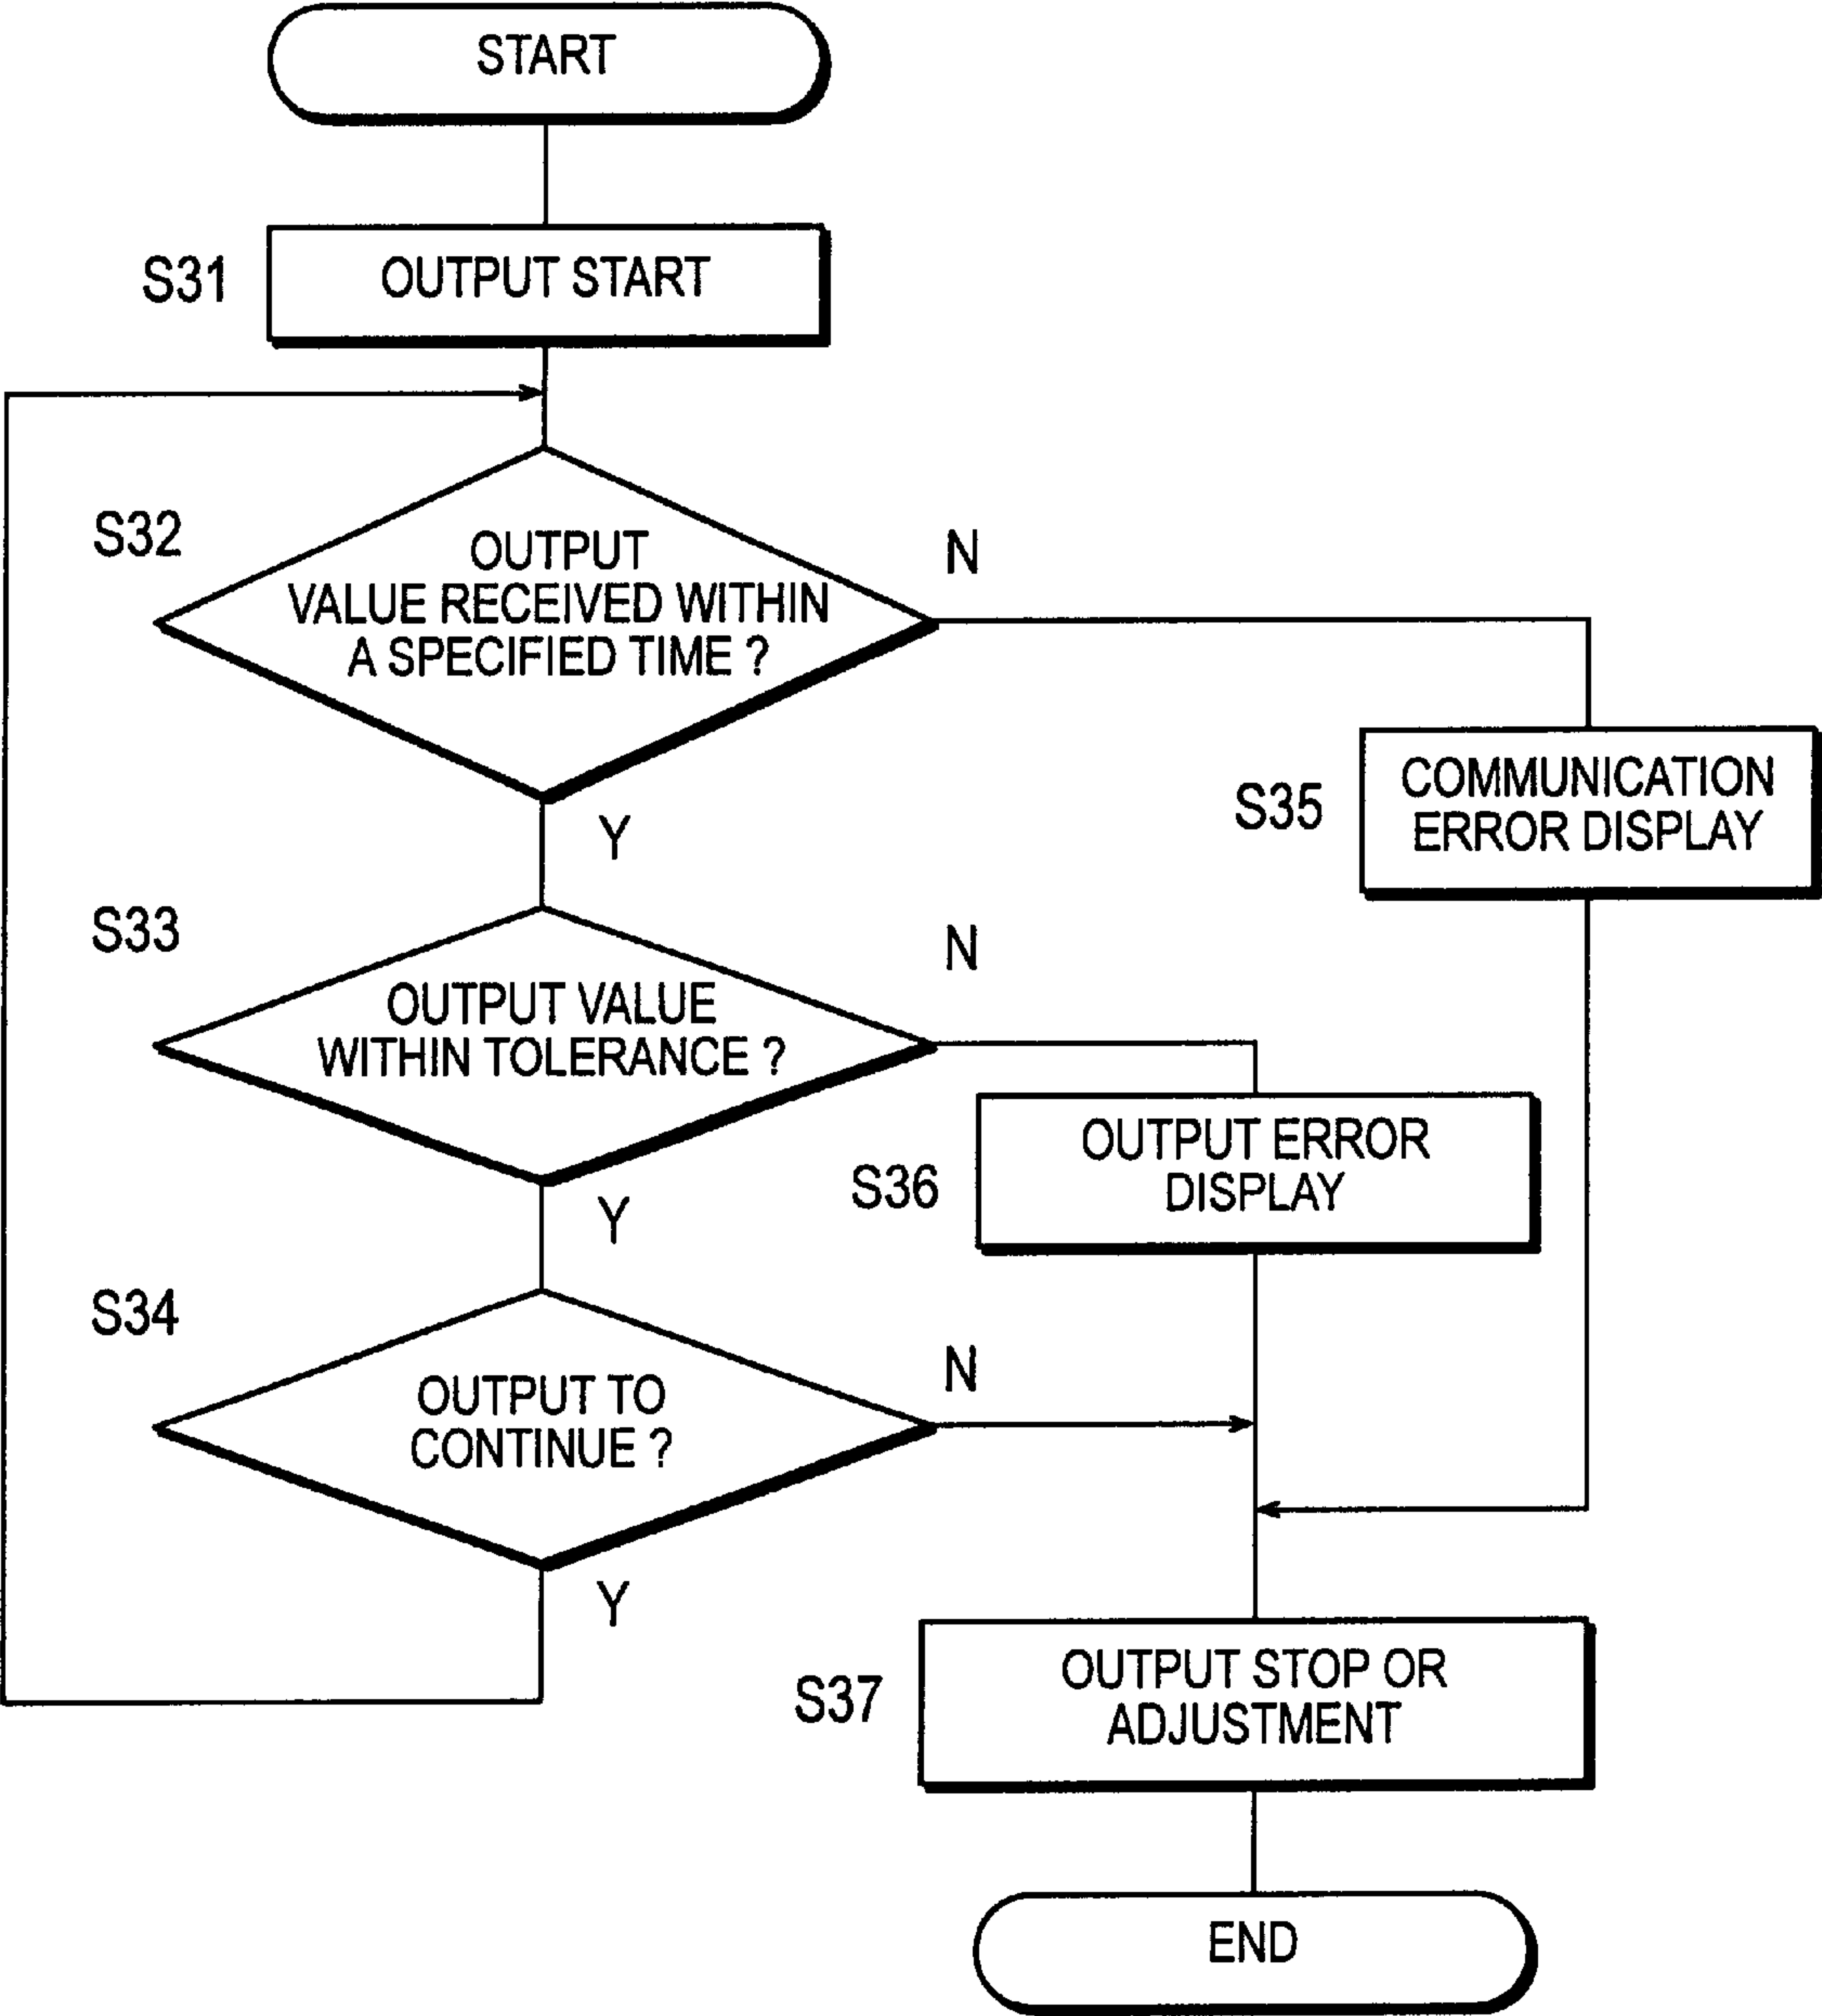 START
S31
OUTPUT START
S32
OUTPUT
VALUE RECEIVED WITHIN
A SPECIFIED TIME ?
N
Y
S35
COMMUNICATION
ERROR DISPLAY
S33
OUTPUT VALUE
WITHIN TOLERANCE ?
N
Y
S36
OUTPUT ERROR
DISPLAY
S34
OUTPUT TO
CONTINUE ?
N
Y
S37
OUTPUT STOP OR
ADJUSTMENT
END